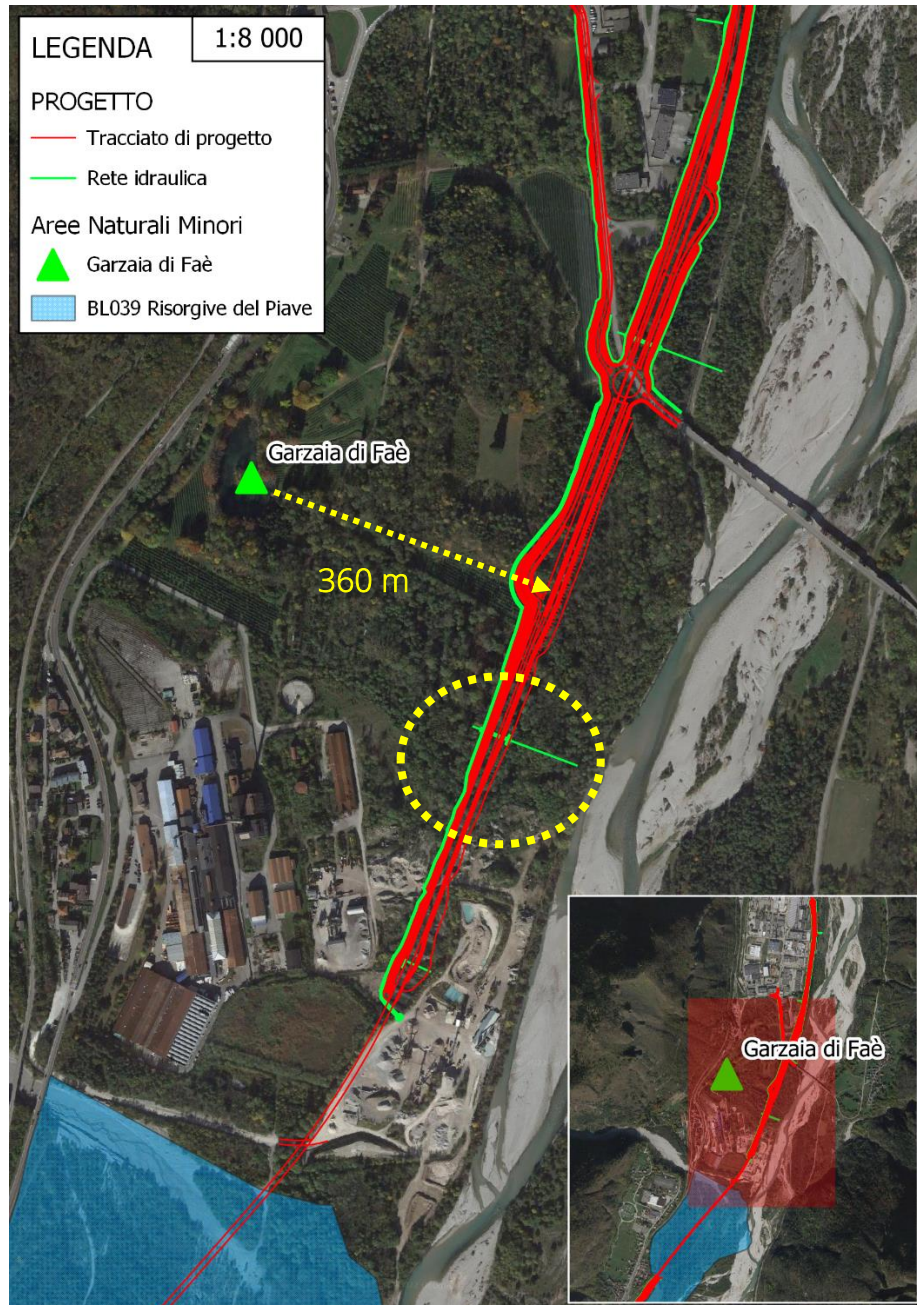 LEGENDA
1:8 000
PROGETTO
Tracciato di progetto
Rete idraulica
Aree Naturali Minori
Garzaia di Faè
BL039 Risorgive del Piave
Garzaia di Faè
360 m
Garzaia di Faè